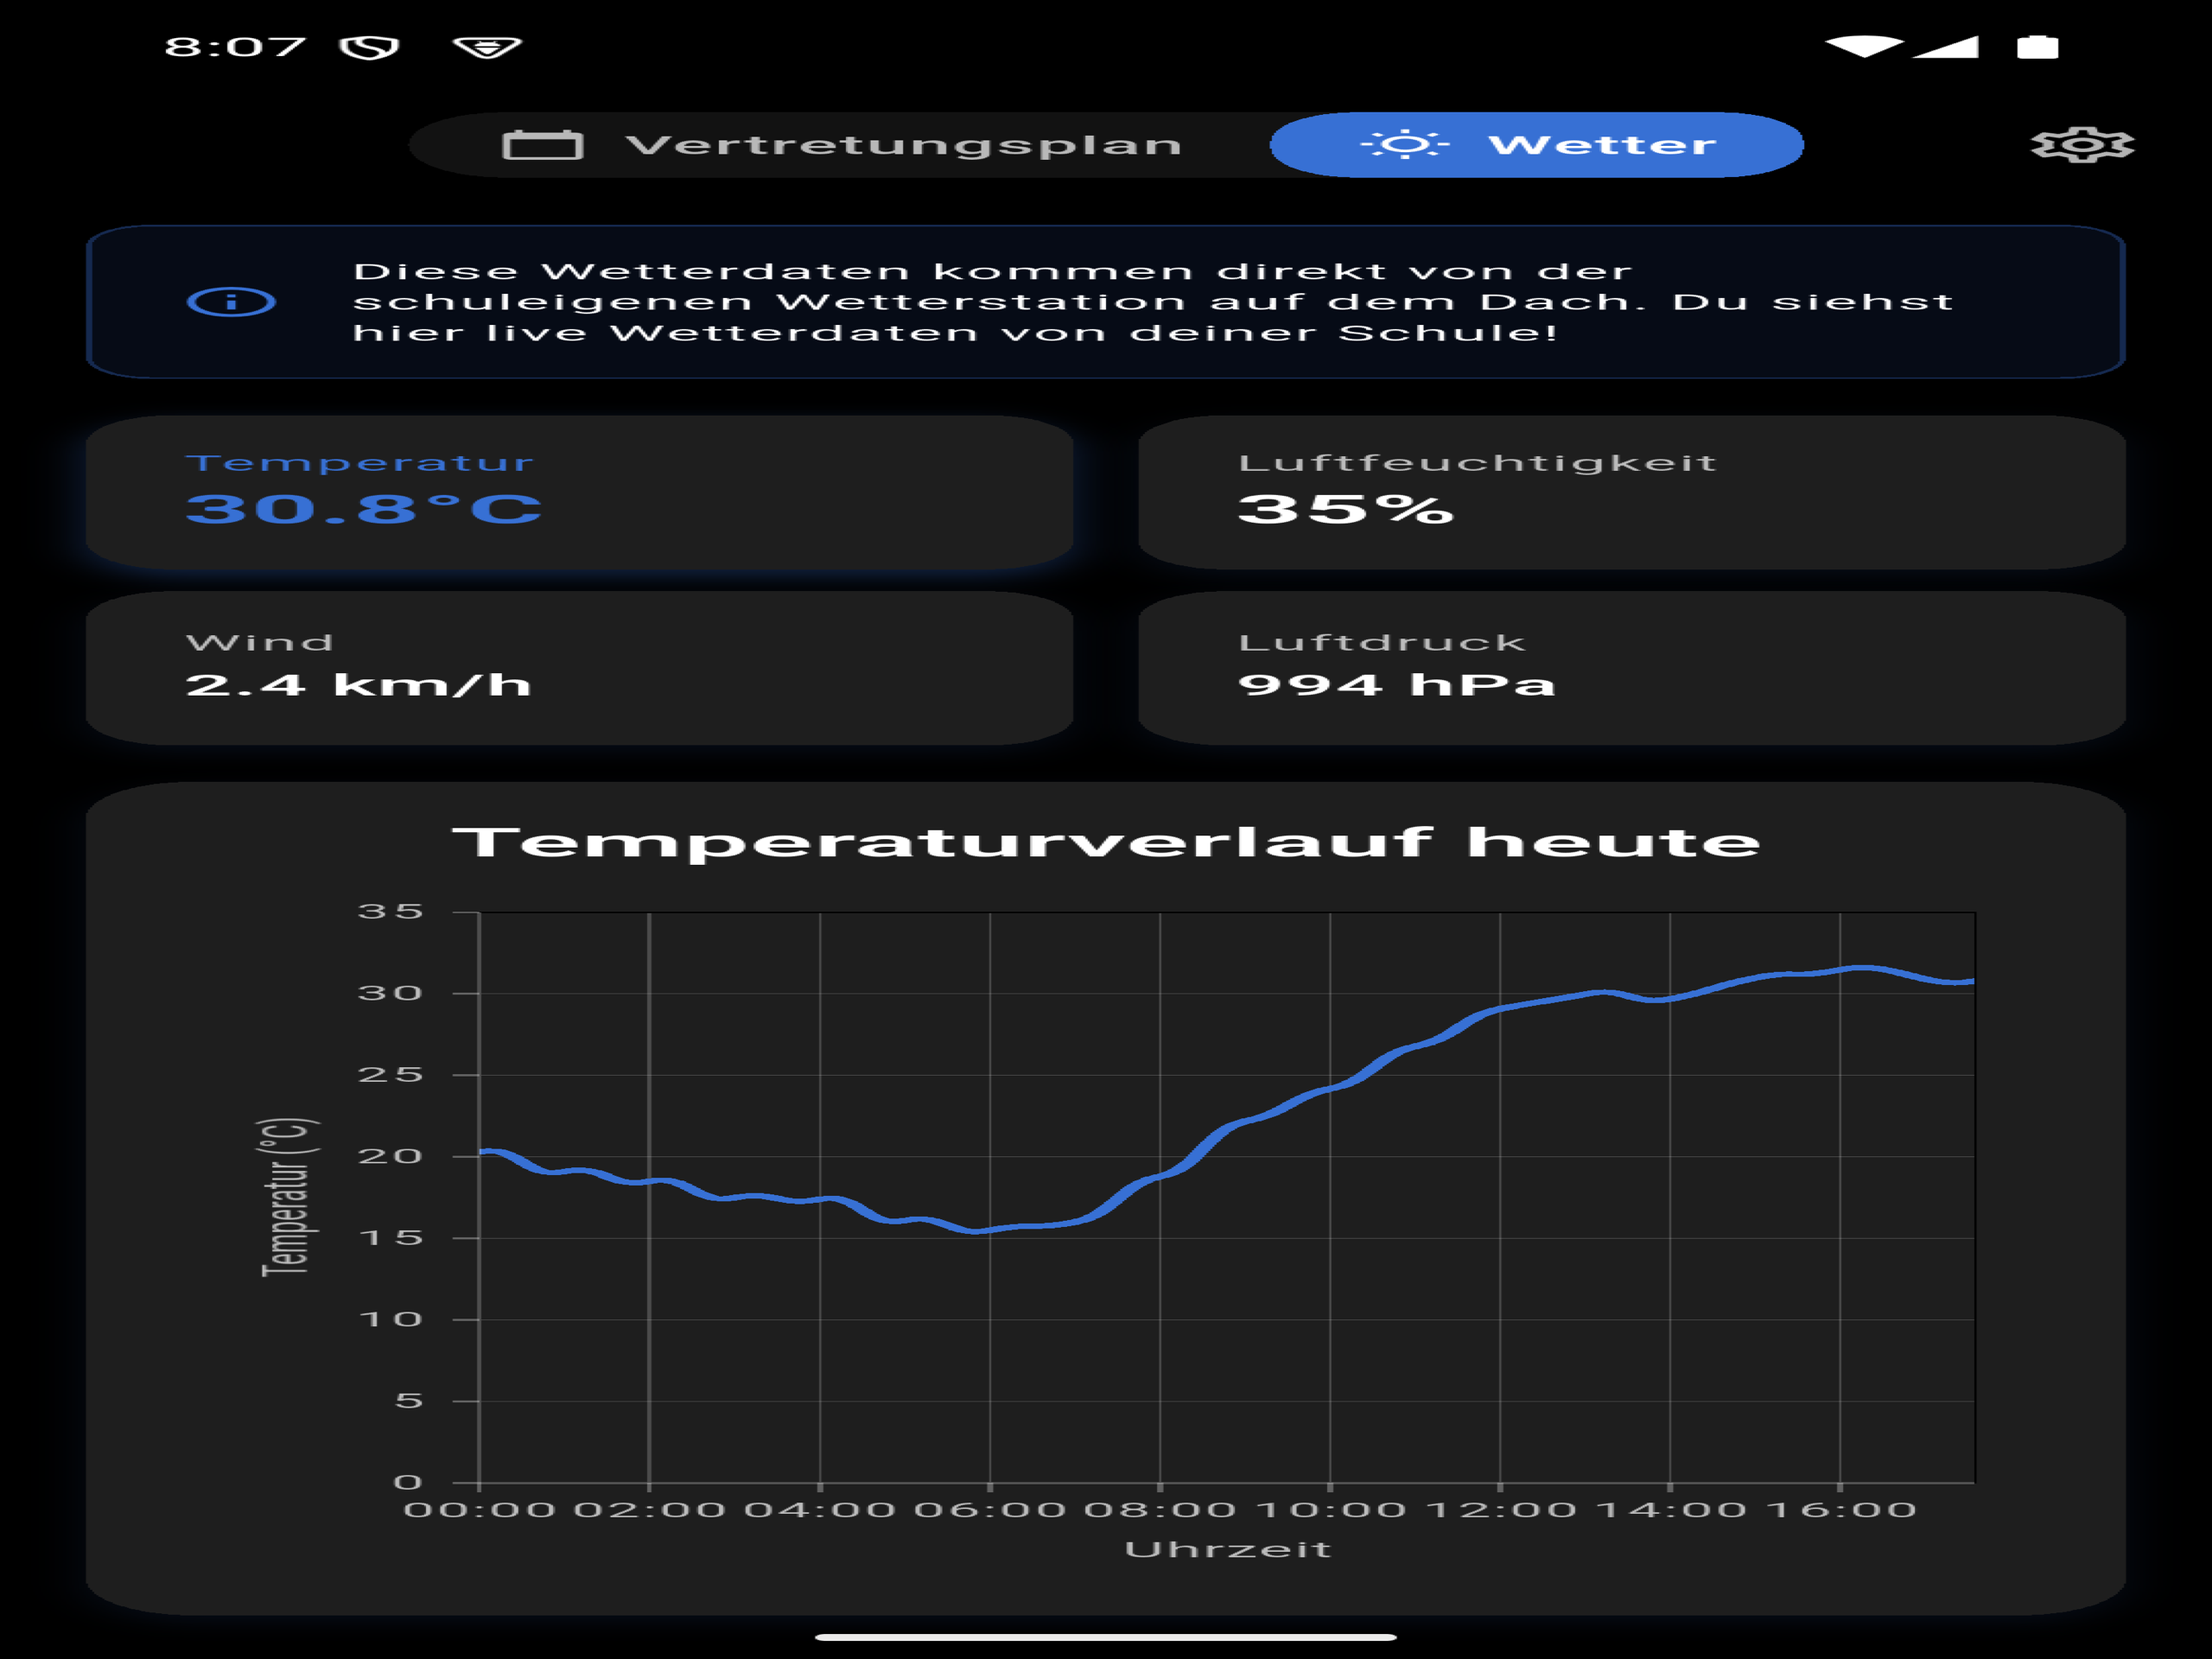 8:07
Vertretungsplan
Wetter
Diese Wetterdaten kommen direkt von der
schuleigenen Wetterstation auf dem Dach. Du siehst
hier live Wetterdaten von deiner Schule!
Temperatur
30.8°C
Luftfeuchtigkeit
35%
Wind
2.4 km/h
Luftdruck
994 hPa
Temperaturverlauf heute
Temperatur (°C)
35
30
25
20
15
10
5
0
00:00 02:00 04:00 06:00 08:00 10:00 12:00 14:00 16:00
Uhrzeit